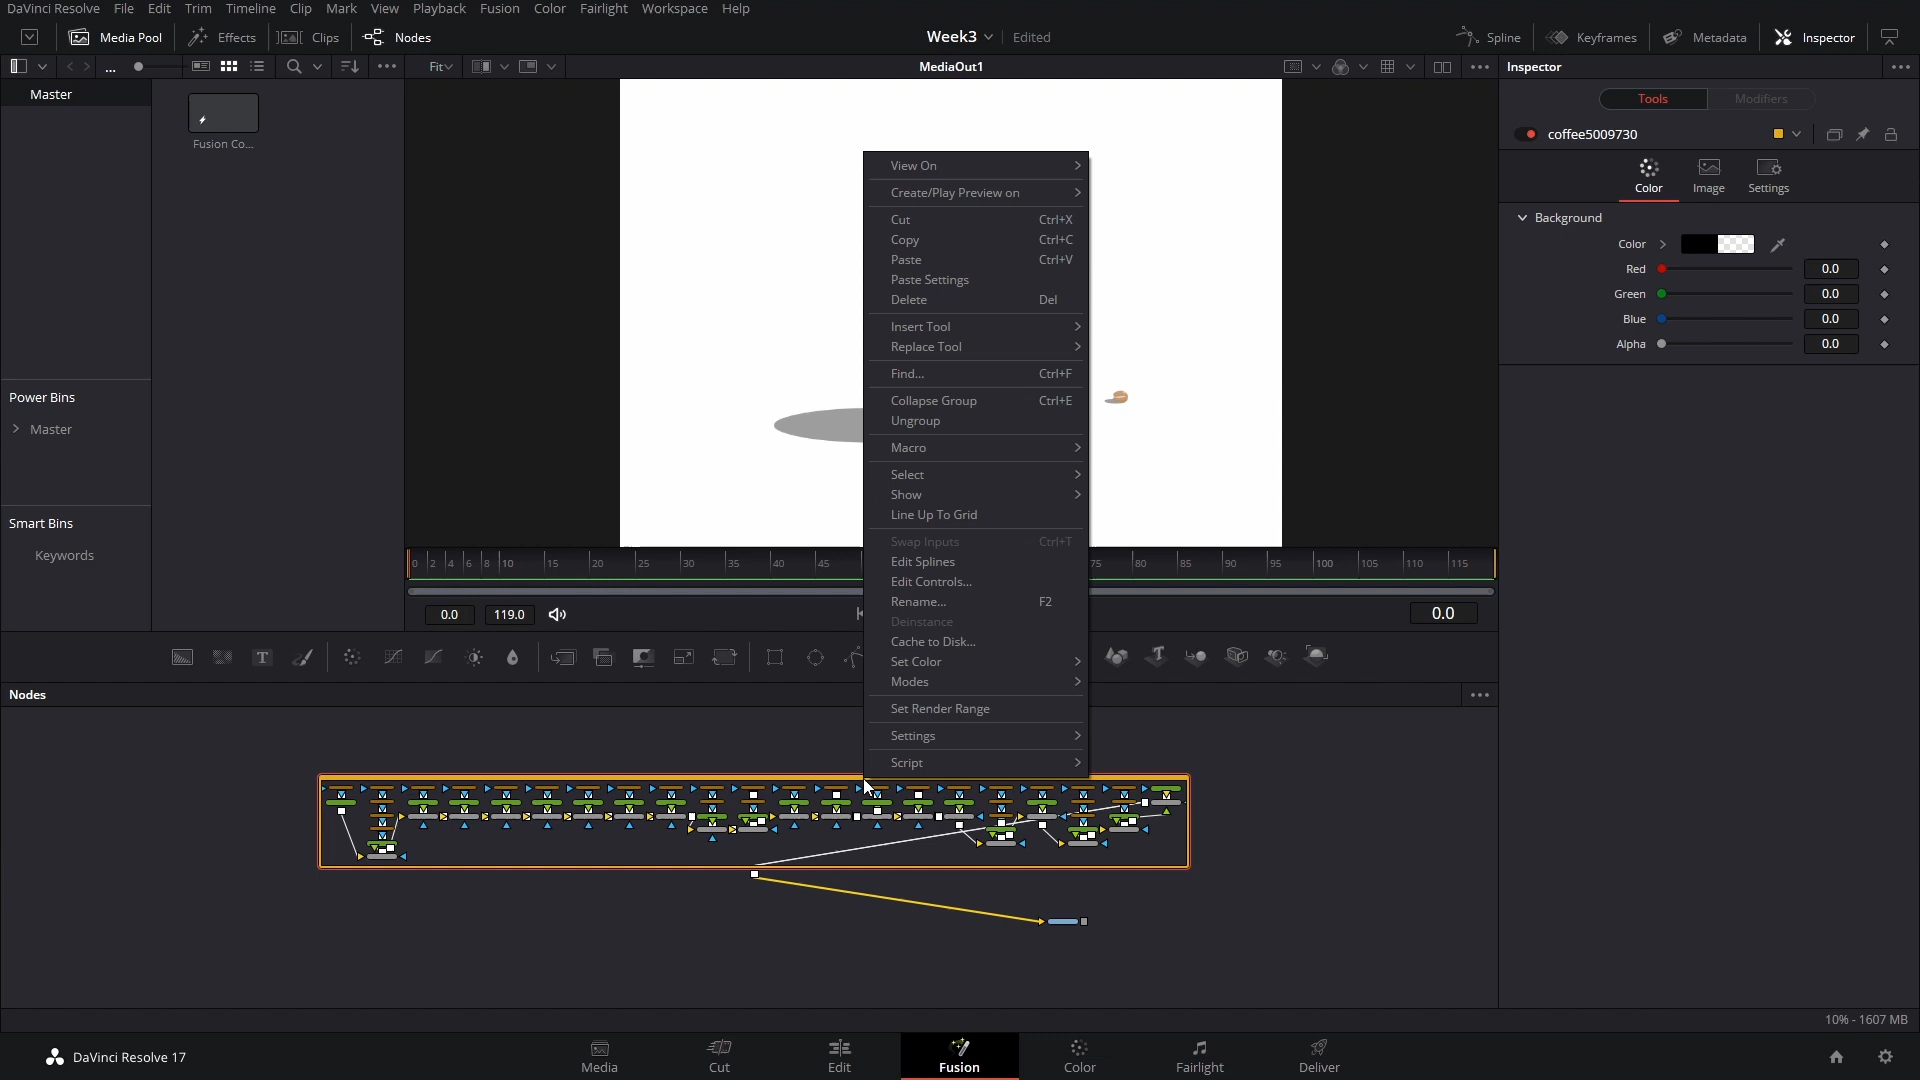 DaVinci Resolve File Edit Trim Timeline Clip Mark View Playback Fusion Color Fairlight Workspace Help
Media Pool Effects Clips Nodes Week3 Edited Spline Keyframes Metadata Inspector
... Fit MediaOut1 Inspector
Master
Fusion Co...
Power Bins
Master
Smart Bins
Keywords
Tools Modifiers
coffee5009730
Color Image Settings
Background
Color
Red 0.0
Green 0.0
Blue 0.0
Alpha 0.0
View On
Create/Play Preview on
Cut Ctrl+X
Copy Ctrl+C
Paste Ctrl+V
Paste Settings
Delete Del
Insert Tool
Replace Tool
Find... Ctrl+F
Collapse Group Ctrl+E
Ungroup
Macro
Select
Show
Line Up To Grid
Swap Inputs Ctrl+T
Edit Splines
Edit Controls...
Rename... F2
Deinstance
Cache to Disk...
Set Color
Modes
Set Render Range
Settings
Script
0 2 4 6 8 10 15 20 25 30 35 40 45 75 80 85 90 95 100 105 110 115
0.0 119.0 0.0
T T
Nodes
10% - 1607 MB
DaVinci Resolve 17
Media Cut Edit Fusion Color Fairlight Deliver